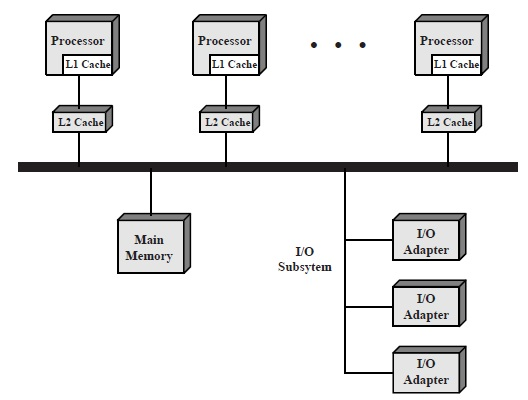 Processor
L1 Cache
Processor
L1 Cache
Processor
L1 Cache
L2 Cache
L2 Cache
L2 Cache
Main
Memory
I/O
Subsytem
I/O
Adapter
I/O
Adapter
I/O
Adapter